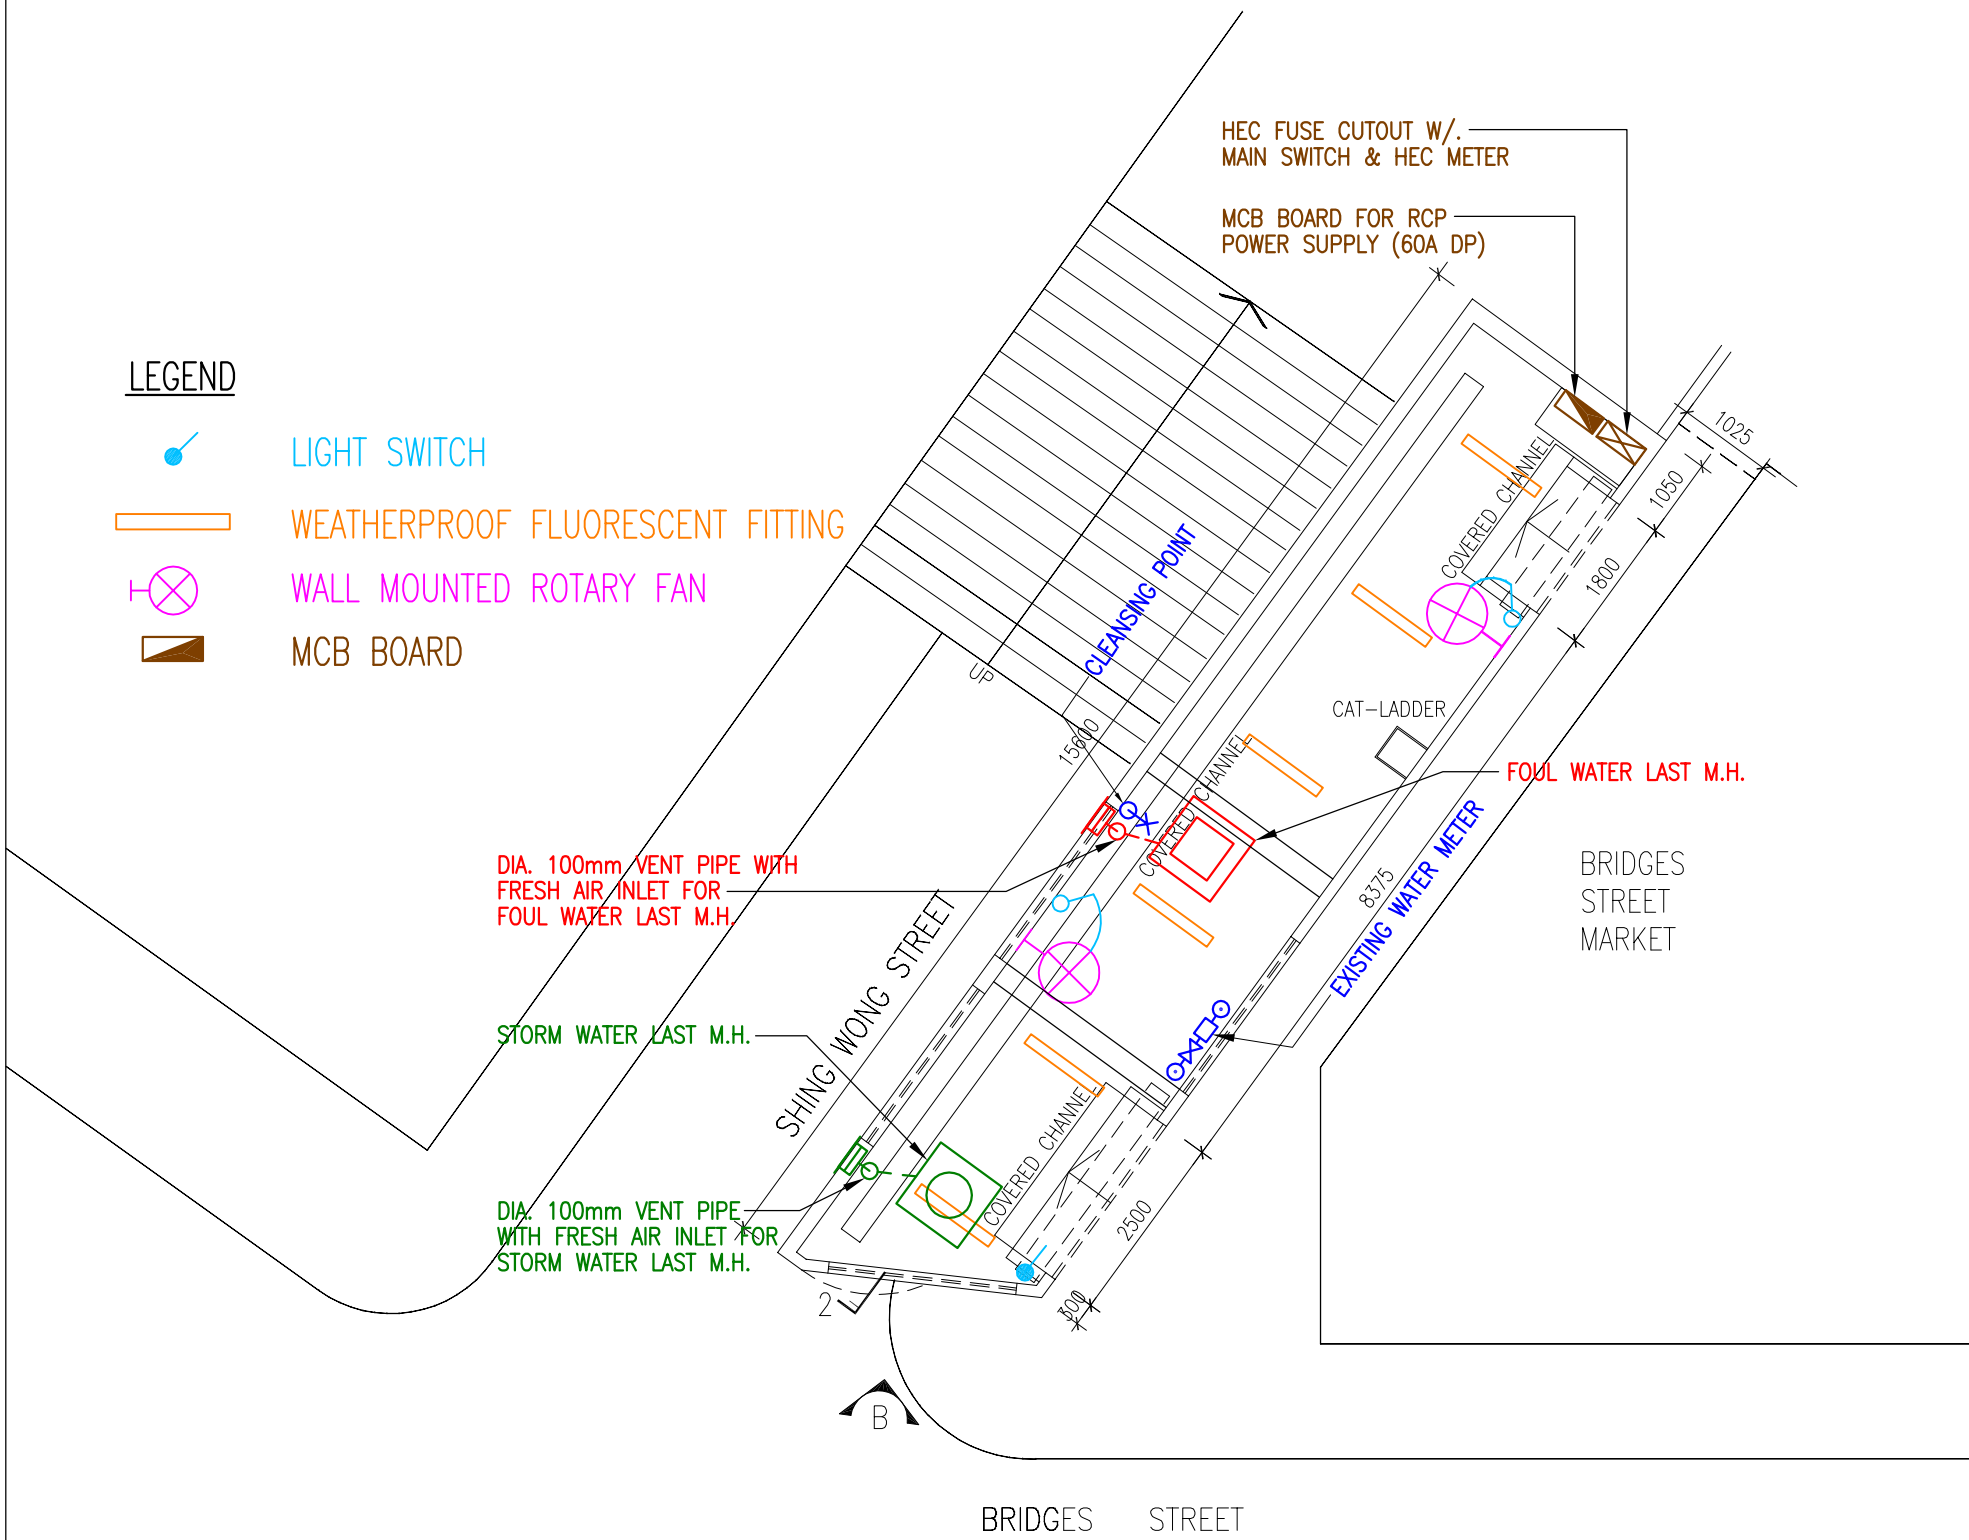 HEC FUSE CUTOUT W/.
MAIN SWITCH & HEC METER
MCB BOARD FOR RCP
POWER SUPPLY (60A DP)
LEGEND
LIGHT SWITCH
WEATHERPROOF FLUORESCENT FITTING
WALL MOUNTED ROTARY FAN
MCB BOARD
1025
1050
1800
COVERED CHANNEL
CLEANSING POINT
UP
15600
CAT-LADDER
COVERED CHANNEL
FOUL WATER LAST M.H.
DIA. 100mm VENT PIPE WITH
FRESH AIR INLET FOR
FOUL WATER LAST M.H.
8375
EXISTING WATER METER
BRIDGES
STREET
MARKET
SHING WONG STREET
STORM WATER LAST M.H.
COVERED CHANNEL
DIA. 100mm VENT PIPE
WITH FRESH AIR INLET FOR
STORM WATER LAST M.H.
2500
300
2
B
BRIDGES STREET